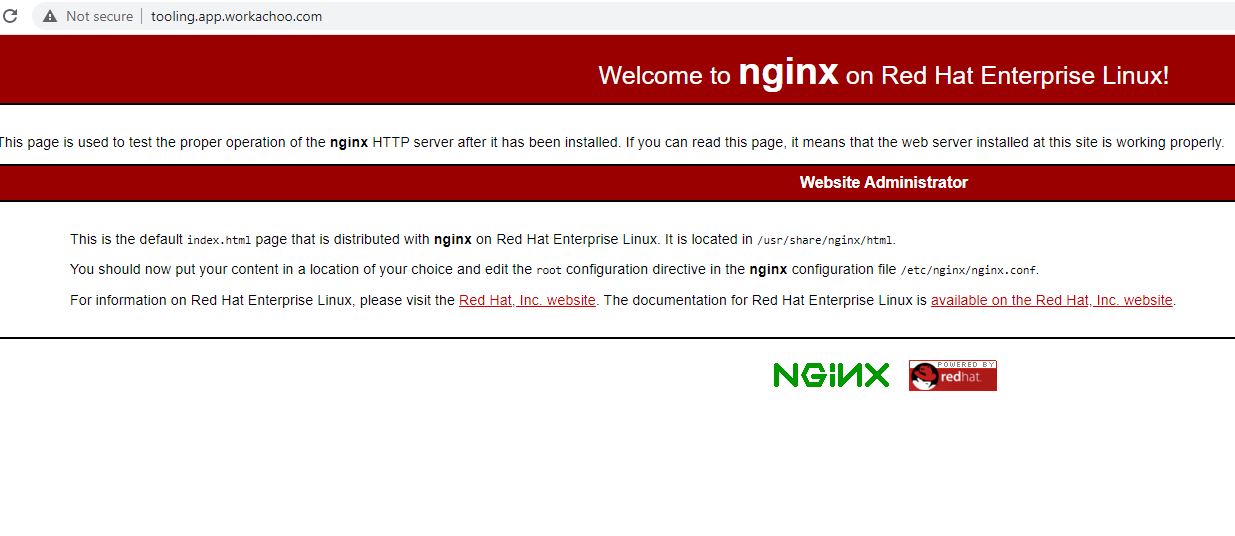 Not secure | tooling.app.workachoo.com
Welcome to nginx on Red Hat Enterprise Linux!
This page is used to test the proper operation of the nginx HTTP server after it has been installed. If you can read this page, it means that the web server installed at this site is working properly.
Website Administrator
This is the default index.html page that is distributed with nginx on Red Hat Enterprise Linux. It is located in /usr/share/nginx/html.
You should now put your content in a location of your choice and edit the root configuration directive in the nginx configuration file /etc/nginx/nginx.conf.
For information on Red Hat Enterprise Linux, please visit the Red Hat, Inc. website. The documentation for Red Hat Enterprise Linux is available on the Red Hat, Inc. website.
NGINX
POWERED BY
redhat.